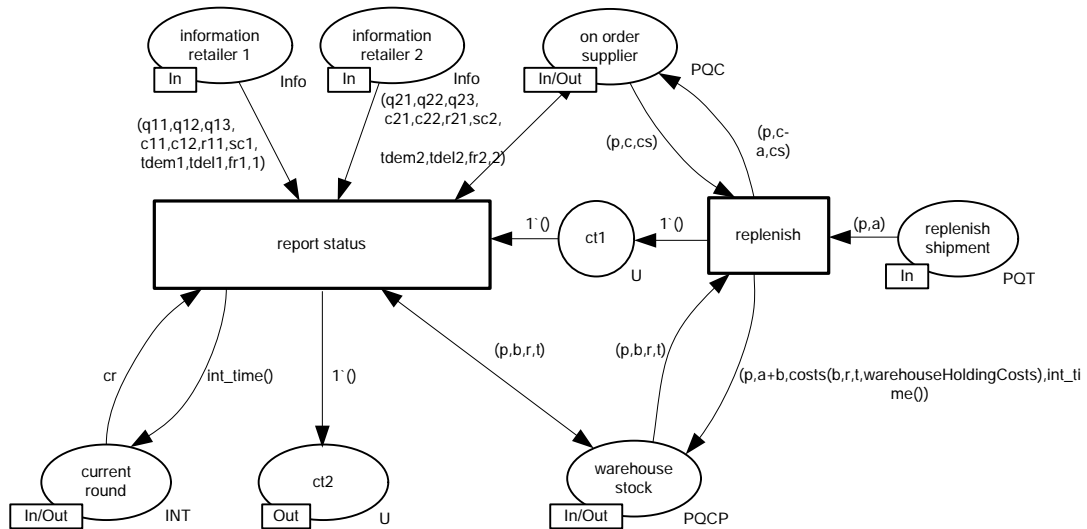 information
retailer 1
In
Info
information
retailer 2
In
Info
on order
supplier
In/Out
PQC
(q11,q12,q13,
c11,c12,r11,sc1,
tdem1,tdel1,fr1,1)
(q21,q22,q23,
c21,c22,r21,sc2,
tdem2,tdel2,fr2,2)
(p,c,cs)
(p,c-
a,cs)
report status
1`()
ct1
U
1`()
replenish
(p,a)
replenish
shipment
In
PQT
cr
int_time()
1`()
(p,b,r,t)
(p,b,r,t)
(p,a+b,costs(b,r,t,warehouseHoldingCosts),int_ti
me())
current
round
In/Out
INT
ct2
Out
U
warehouse
stock
In/Out
PQCP